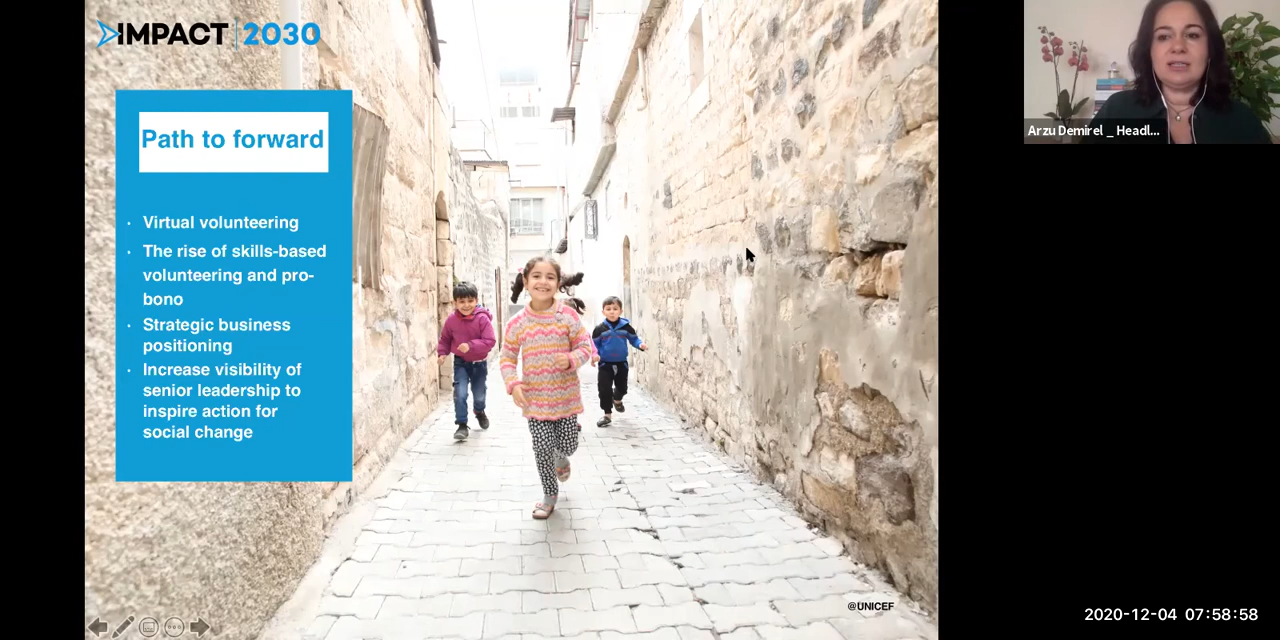 IMPACT | 2030
Path to forward
· Virtual volunteering
· The rise of skills-based
volunteering and pro-
bono
· Strategic business
positioning
· Increase visibility of
senior leadership to
inspire action for
social change
@UNICEF
Arzu Demirel _ Headl...
2020-12-04 07:58:58